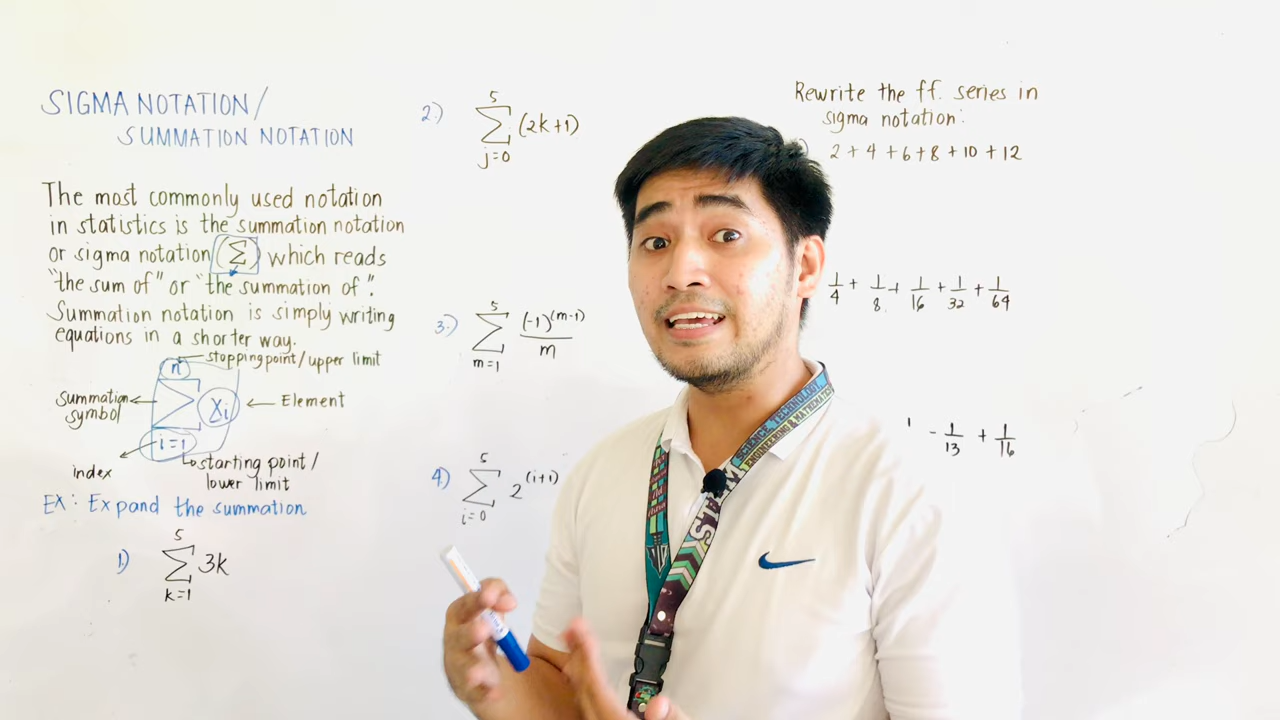 SIGMA NOTATION/
SUMMATION NOTATION
The most commonly used notation
in statistics is the summation notation
or sigma notation (Σ) which reads
"the sum of" or "the summation of".
Summation notation is simply writing
equations in a shorter way.
n
stopping point/upper limit
Summation
symbol
Σ
Xi
Element
i=1
index
starting point/
lower limit
EX: Expand the summation
1.)
5
Σ 3k
k=1
2.)
5
Σ (2k+1)
j=0
3.)
5
Σ (-1)^(m-1)/m
m=1
4.)
5
Σ 2^(i+1)
i=0
Rewrite the ff. series in
sigma notation:
2+4+6+8+10+12
1/4 + 1/8 + 1/16 + 1/32 + 1/64
- 1/13 + 1/16
SCIENCE, TECHNOLOGY,
ENGINEERING & MATHEMATICS